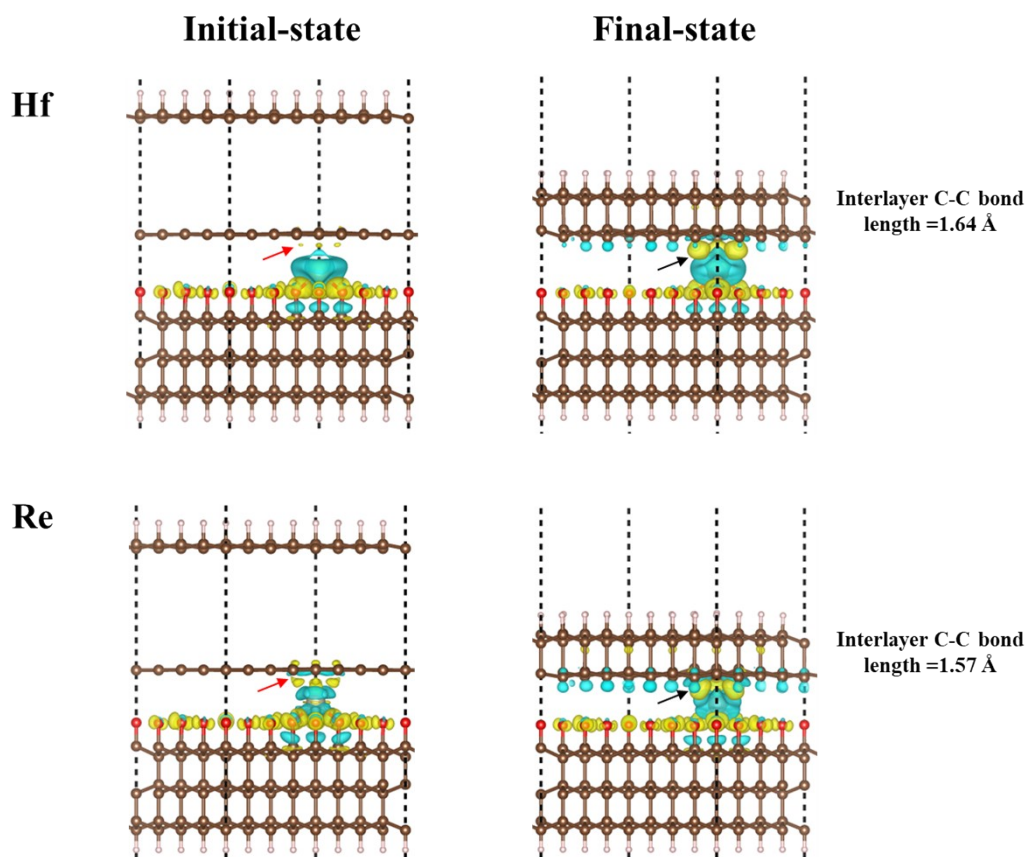 Initial-state
Final-state
Hf
Interlayer C-C bond
length =1.64 Å
Re
Interlayer C-C bond
length =1.57 Å